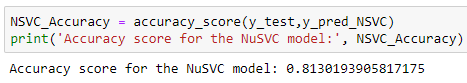 NSVC_Accuracy = accuracy_score(y_test,y_pred_NSVC)
print('Accuracy score for the NuSVC model:', NSVC_Accuracy)
Accuracy score for the NuSVC model: 0.8130193905817175